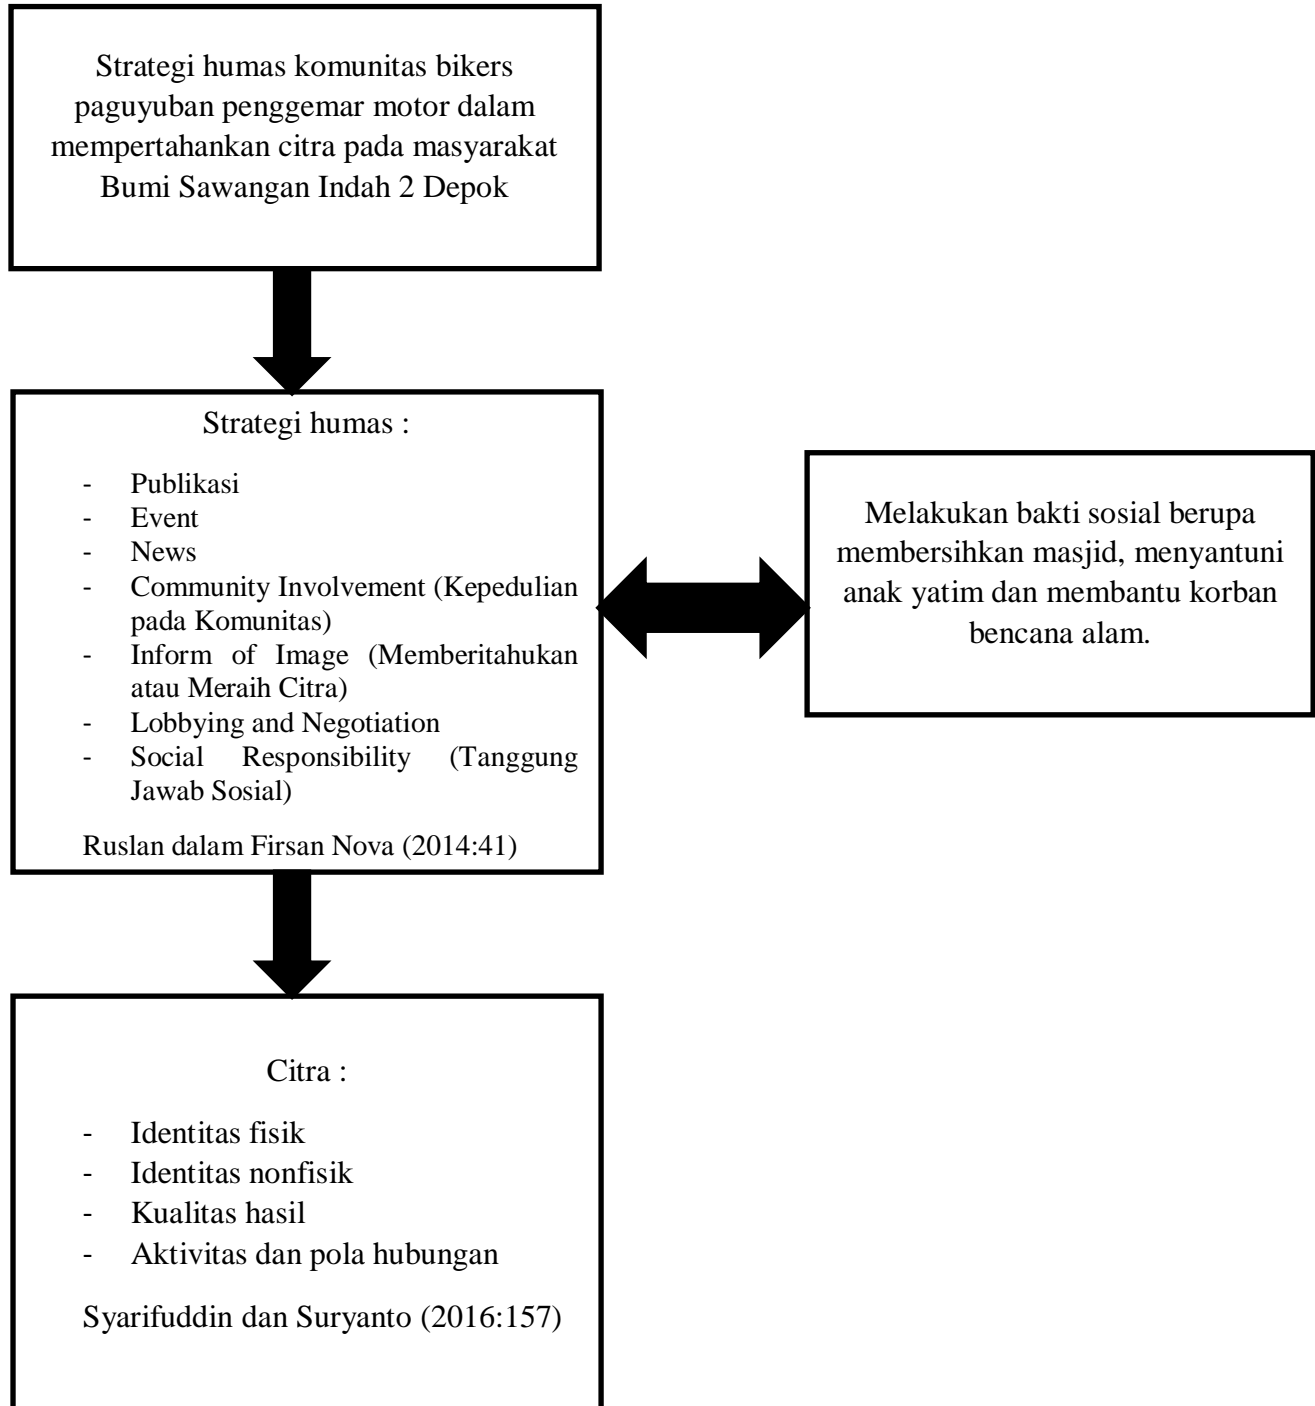 Strategi humas komunitas bikers
paguyuban penggemar motor dalam
mempertahankan citra pada masyarakat
Bumi Sawangan Indah 2 Depok
Strategi humas :
- Publikasi
- Event
- News
- Community Involvement (Kepedulian
pada Komunitas)
- Inform of Image (Memberitahukan
atau Meraih Citra)
- Lobbying and Negotiation
- Social Responsibility (Tanggung
Jawab Sosial)
Ruslan dalam Firsan Nova (2014:41)
Melakukan bakti sosial berupa
membersihkan masjid, menyantuni
anak yatim dan membantu korban
bencana alam.
Citra :
- Identitas fisik
- Identitas nonfisik
- Kualitas hasil
- Aktivitas dan pola hubungan
Syarifuddin dan Suryanto (2016:157)